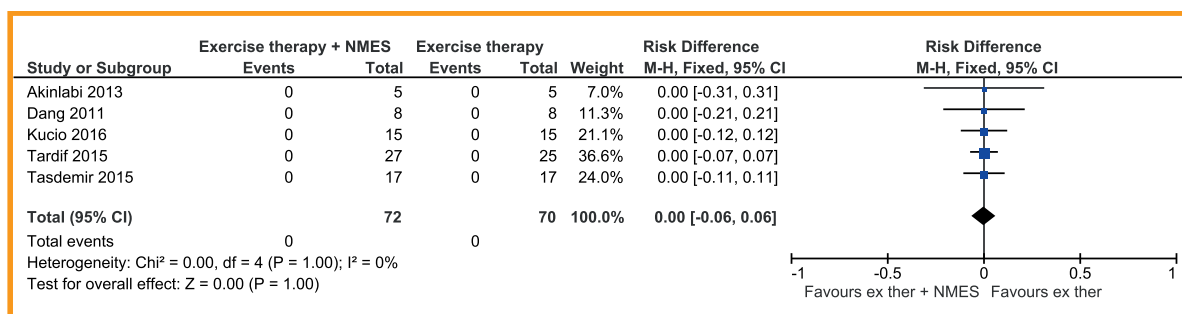 Exercise therapy + NMES Exercise therapy Risk Difference Risk Difference
Study or Subgroup Events Total Events Total Weight M-H, Fixed, 95% CI M-H, Fixed, 95% CI
Akinlabi 2013 0 5 0 5 7.0% 0.00 [-0.31, 0.31]
Dang 2011 0 8 0 8 11.3% 0.00 [-0.21, 0.21]
Kucio 2016 0 15 0 15 21.1% 0.00 [-0.12, 0.12]
Tardif 2015 0 27 0 25 36.6% 0.00 [-0.07, 0.07]
Tasdemir 2015 0 17 0 17 24.0% 0.00 [-0.11, 0.11]
Total (95% CI) 72 70 100.0% 0.00 [-0.06, 0.06]
Total events 0 0
Heterogeneity: Chi² = 0.00, df = 4 (P = 1.00); I² = 0%
Test for overall effect: Z = 0.00 (P = 1.00)
-1 -0.5 0 0.5 1
Favours ex ther + NMES Favours ex ther